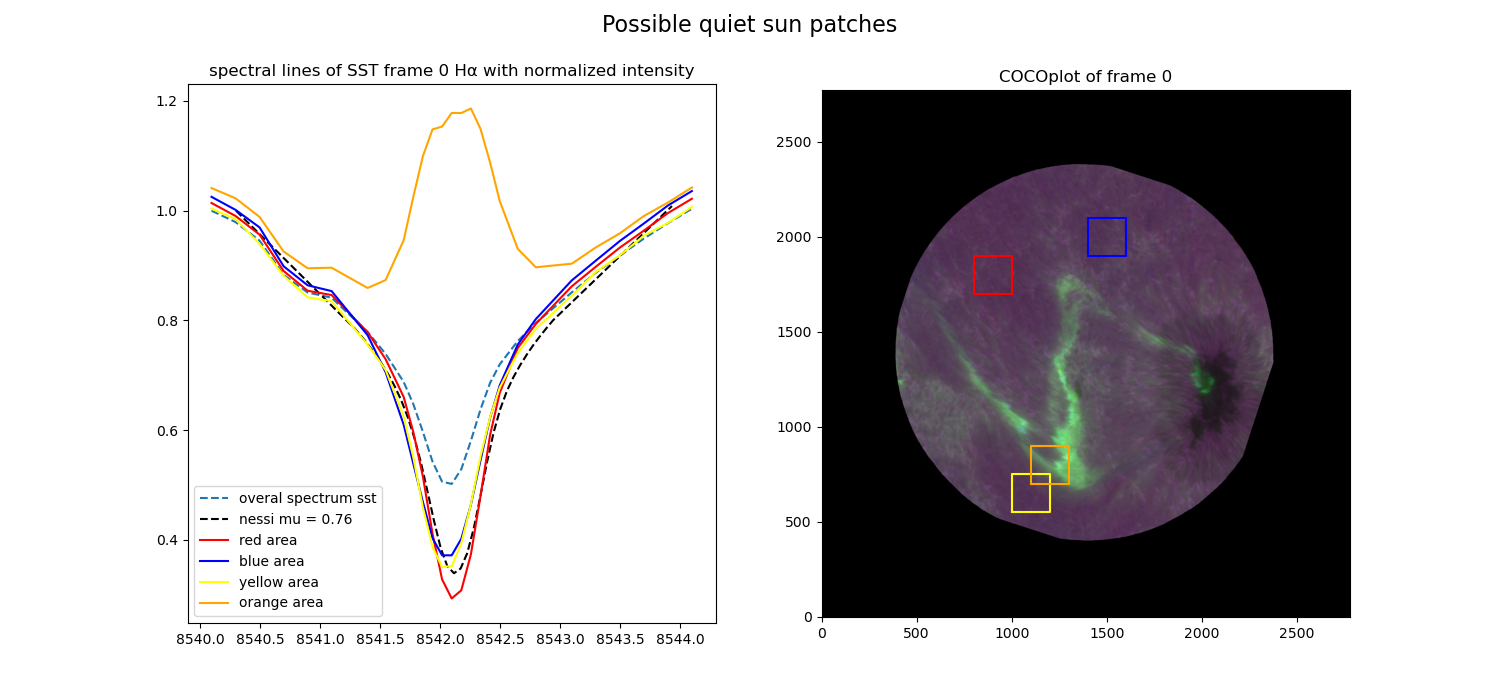 Possible quiet sun patches
spectral lines of SST frame 0 Hα with normalized intensity
1.2
1.0
0.8
0.6
0.4
overal spectrum sst
nessi mu = 0.76
red area
blue area
yellow area
orange area
8540.0 8540.5 8541.0 8541.5 8542.0 8542.5 8543.0 8543.5 8544.0
COCOplot of frame 0
2500
2000
1500
1000
500
0
0 500 1000 1500 2000 2500